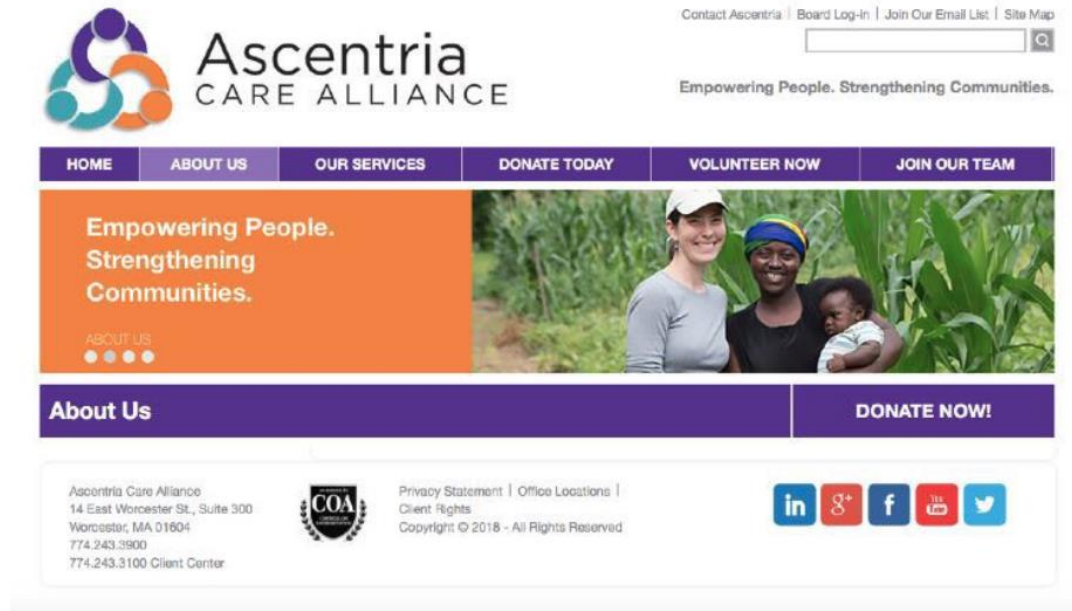 Contact Ascentria | Board Log-in | Join Our Email List | Site Map
Ascentria
CARE ALLIANCE
Empowering People. Strengthening Communities.
HOME
ABOUT US
OUR SERVICES
DONATE TODAY
VOLUNTEER NOW
JOIN OUR TEAM
Empowering People.
Strengthening
Communities.
ABOUT US
About Us
DONATE NOW!
Ascentria Care Alliance
14 East Worcester St., Suite 300
Worcester, MA 01604
774.243.3900
774.243.3100 Client Center
COA
Privacy Statement | Office Locations |
Client Rights
Copyright © 2018 - All Rights Reserved
in
g+
f
You
Tube